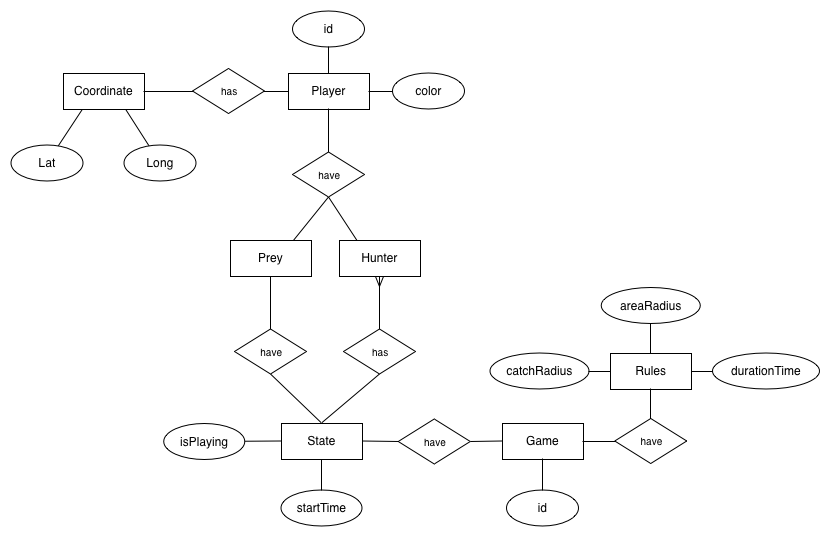 id
Coordinate
has
Player
color
Lat
Long
have
Prey
Hunter
areaRadius
have
has
catchRadius
Rules
durationTime
isPlaying
State
have
Game
have
startTime
id